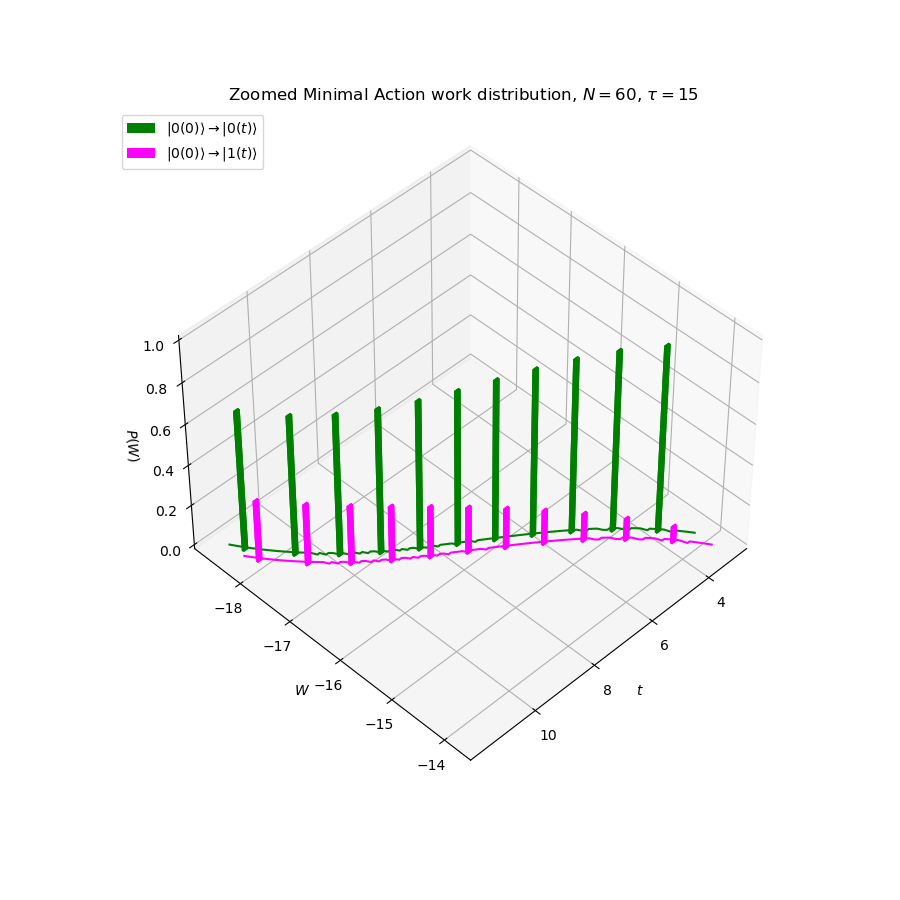 Zoomed Minimal Action work distribution, N = 60, τ = 15
|0(0)⟩ → |0(t)⟩
|0(0)⟩ → |1(t)⟩
1.0
0.8
0.6
0.4
0.2
0.0
P(W)
−18
−17
−16
−15
−14
W
4
6
8
10
t